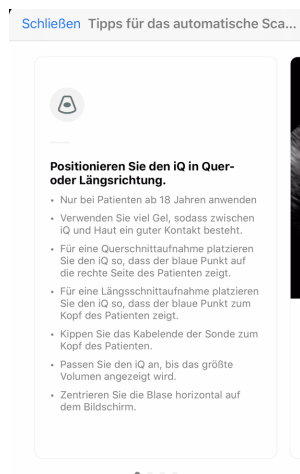 Schließen Tipps für das automatische Sca...
Positionieren Sie den iQ in Quer-
oder Längsrichtung.
• Nur bei Patienten ab 18 Jahren anwenden
• Verwenden Sie viel Gel, sodass zwischen
iQ und Haut ein guter Kontakt besteht.
• Für eine Querschnittaufnahme platzieren
Sie den iQ so, dass der blaue Punkt auf
die rechte Seite des Patienten zeigt.
• Für eine Längsschnittaufnahme platzieren
Sie den iQ so, dass der blaue Punkt zum
Kopf des Patienten zeigt.
• Kippen Sie das Kabelende der Sonde zum
Kopf des Patienten.
• Passen Sie den iQ an, bis das größte
Volumen angezeigt wird.
• Zentrieren Sie die Blase horizontal auf
dem Bildschirm.